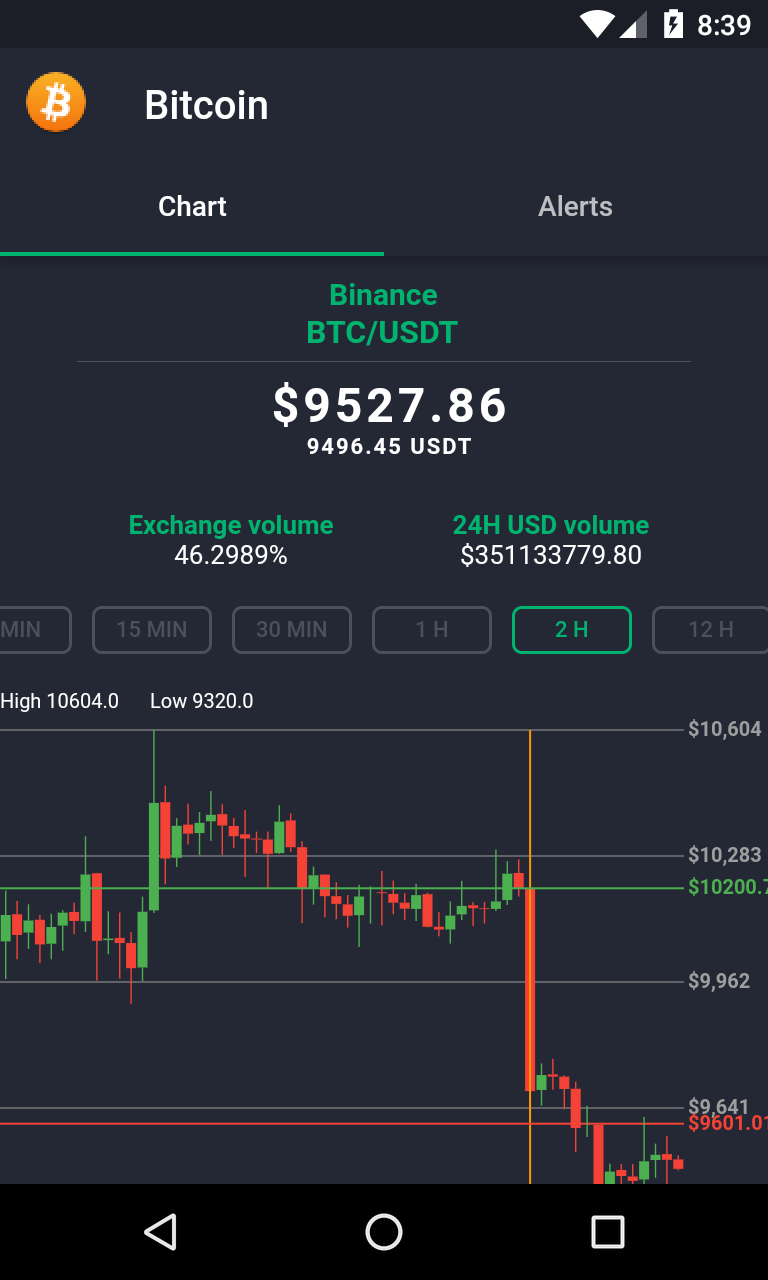 8:39
Bitcoin
Chart Alerts
Binance
BTC/USDT
$9527.86
9496.45 USDT
Exchange volume 24H USD volume
46.2989% $351133779.80
MIN 15 MIN 30 MIN 1 H 2 H 12 H
High 10604.0 Low 9320.0
$10,604
$10,283
$10200.7
$9,962
$9,641
$9601.01